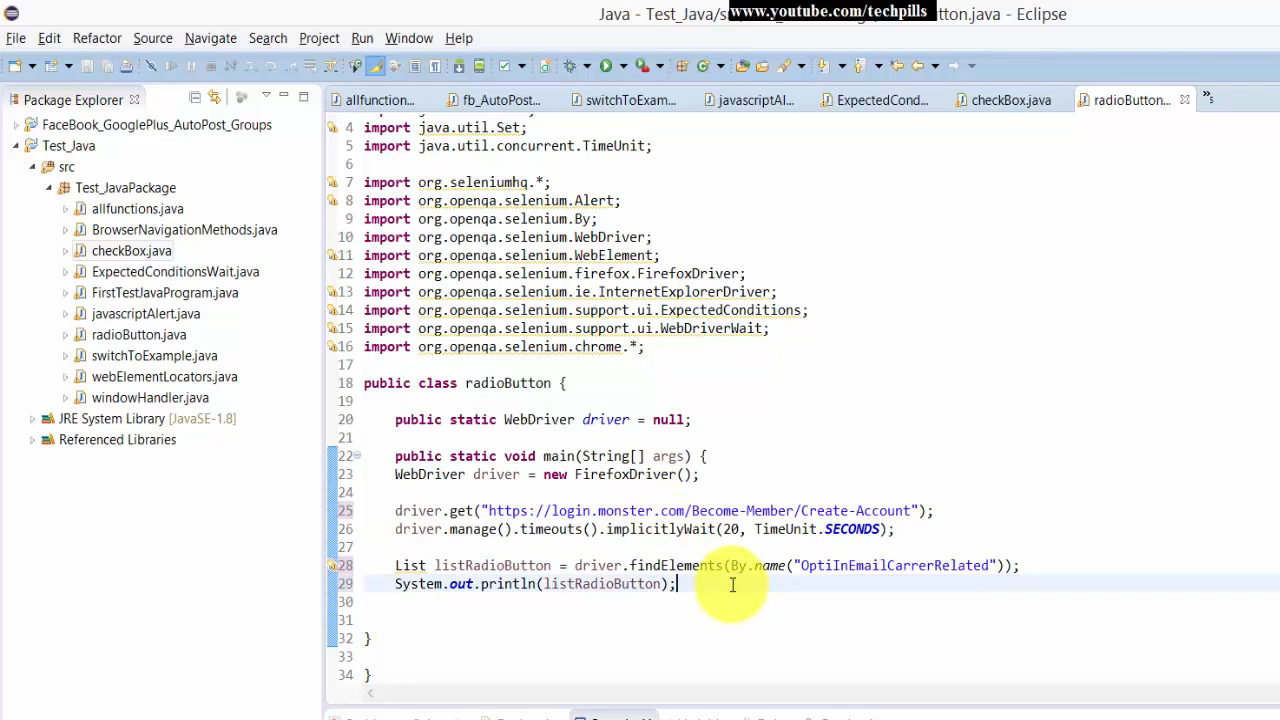 Java - Test_Java/sr
www.youtube.com/techpills
tton.java - Eclipse
File Edit Refactor Source Navigate Search Project Run Window Help
Package Explorer
allfunction... fb_AutoPost... switchToExam... javascriptAl... ExpectedCond... checkBox.java radioButton... »5
FaceBook_GooglePlus_AutoPost_Groups
Test_Java
src
Test_JavaPackage
allfunctions.java
BrowserNavigationMethods.java
checkBox.java
ExpectedConditionsWait.java
FirstTestJavaProgram.java
javascriptAlert.java
radioButton.java
switchToExample.java
webElementLocators.java
windowHandler.java
JRE System Library [JavaSE-1.8]
Referenced Libraries
4 import java.util.Set;
5 import java.util.concurrent.TimeUnit;
6
7 import org.seleniumhq.*;
8 import org.openqa.selenium.Alert;
9 import org.openqa.selenium.By;
10 import org.openqa.selenium.WebDriver;
11 import org.openqa.selenium.WebElement;
12 import org.openqa.selenium.firefox.FirefoxDriver;
13 import org.openqa.selenium.ie.InternetExplorerDriver;
14 import org.openqa.selenium.support.ui.ExpectedConditions;
15 import org.openqa.selenium.support.ui.WebDriverWait;
16 import org.openqa.selenium.chrome.*;
17
18 public class radioButton {
19
20 public static WebDriver driver = null;
21
22 public static void main(String[] args) {
23 WebDriver driver = new FirefoxDriver();
24
25 driver.get("https://login.monster.com/Become-Member/Create-Account");
26 driver.manage().timeouts().implicitlyWait(20, TimeUnit.SECONDS);
27
28 List listRadioButton = driver.findElements(By.name("OptiInEmailCarrerRelated"));
29 System.out.println(listRadioButton);
30
31
32 }
33
34 }